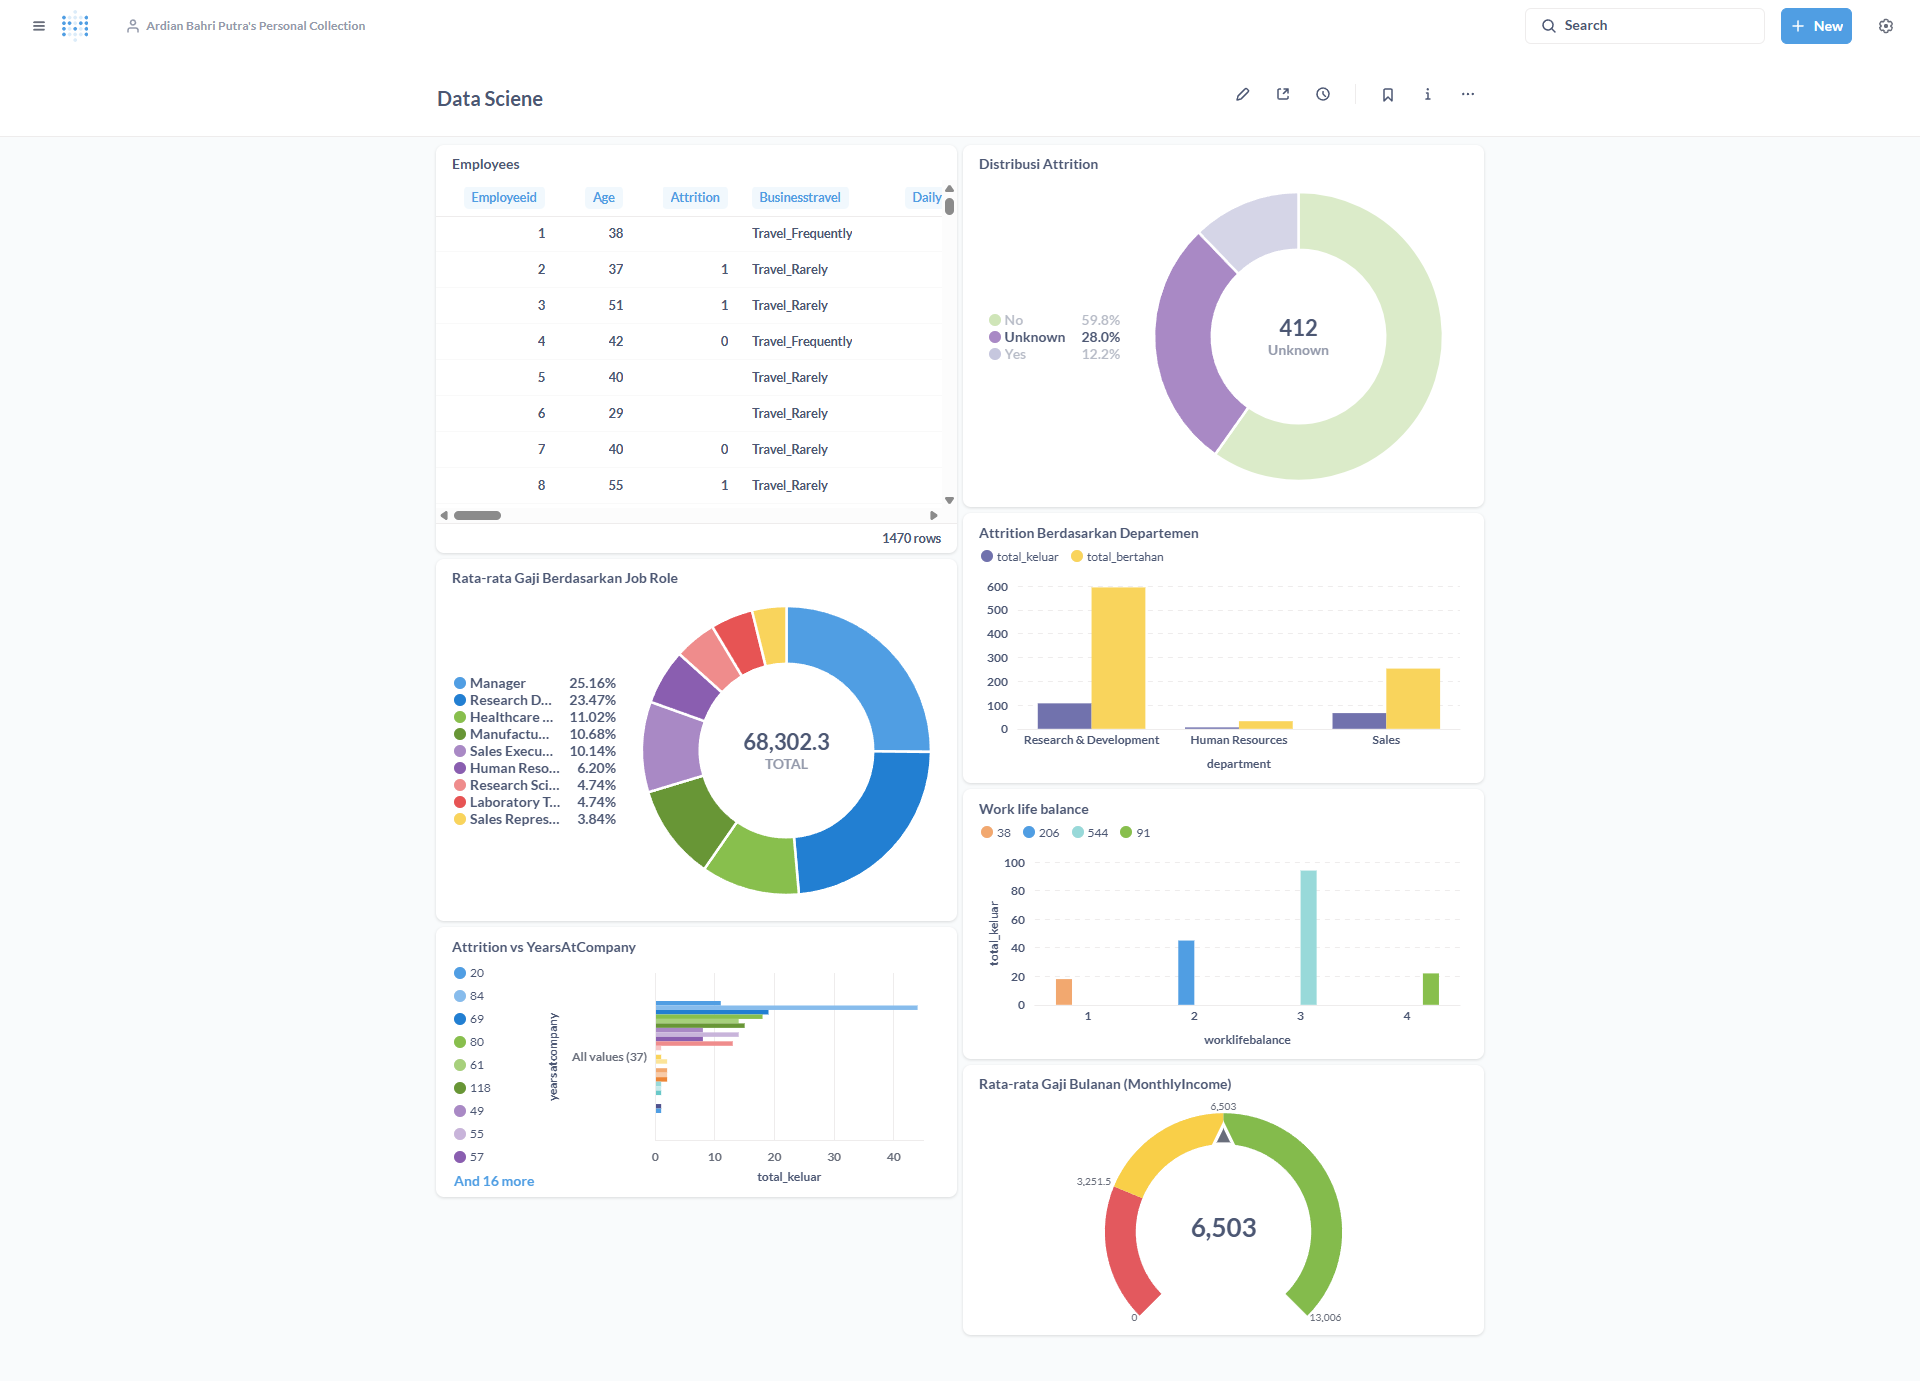 Ardian Bahri Putra's Personal Collection
Search
New
Data Sciene
Employees
Employeeid Age Attrition Businesstravel Daily
1 38 Travel_Frequently
2 37 1 Travel_Rarely
3 51 1 Travel_Rarely
4 42 0 Travel_Frequently
5 40 Travel_Rarely
6 29 Travel_Rarely
7 40 0 Travel_Rarely
8 55 1 Travel_Rarely
1470 rows
Distribusi Attrition
No 59.8%
Unknown 28.0%
Yes 12.2%
412
Unknown
Rata-rata Gaji Berdasarkan Job Role
Manager 25.16%
Research D... 23.47%
Healthcare ... 11.02%
Manufactu... 10.68%
Sales Execu... 10.14%
Human Reso... 6.20%
Research Sci... 4.74%
Laboratory T... 4.74%
Sales Repres... 3.84%
68,302.3
TOTAL
Attrition Berdasarkan Departemen
total_keluar total_bertahan
600
500
400
300
200
100
0
Research & Development Human Resources Sales
department
Work life balance
38 206 544 91
total_keluar
100
80
60
40
20
0
1 2 3 4
worklifebalance
Attrition vs YearsAtCompany
20
84
69
80
61
118
49
55
57
And 16 more
yearsatcompany
All values (37)
0 10 20 30 40
total_keluar
Rata-rata Gaji Bulanan (MonthlyIncome)
6,503
3,251.5
6,503
0 13,006